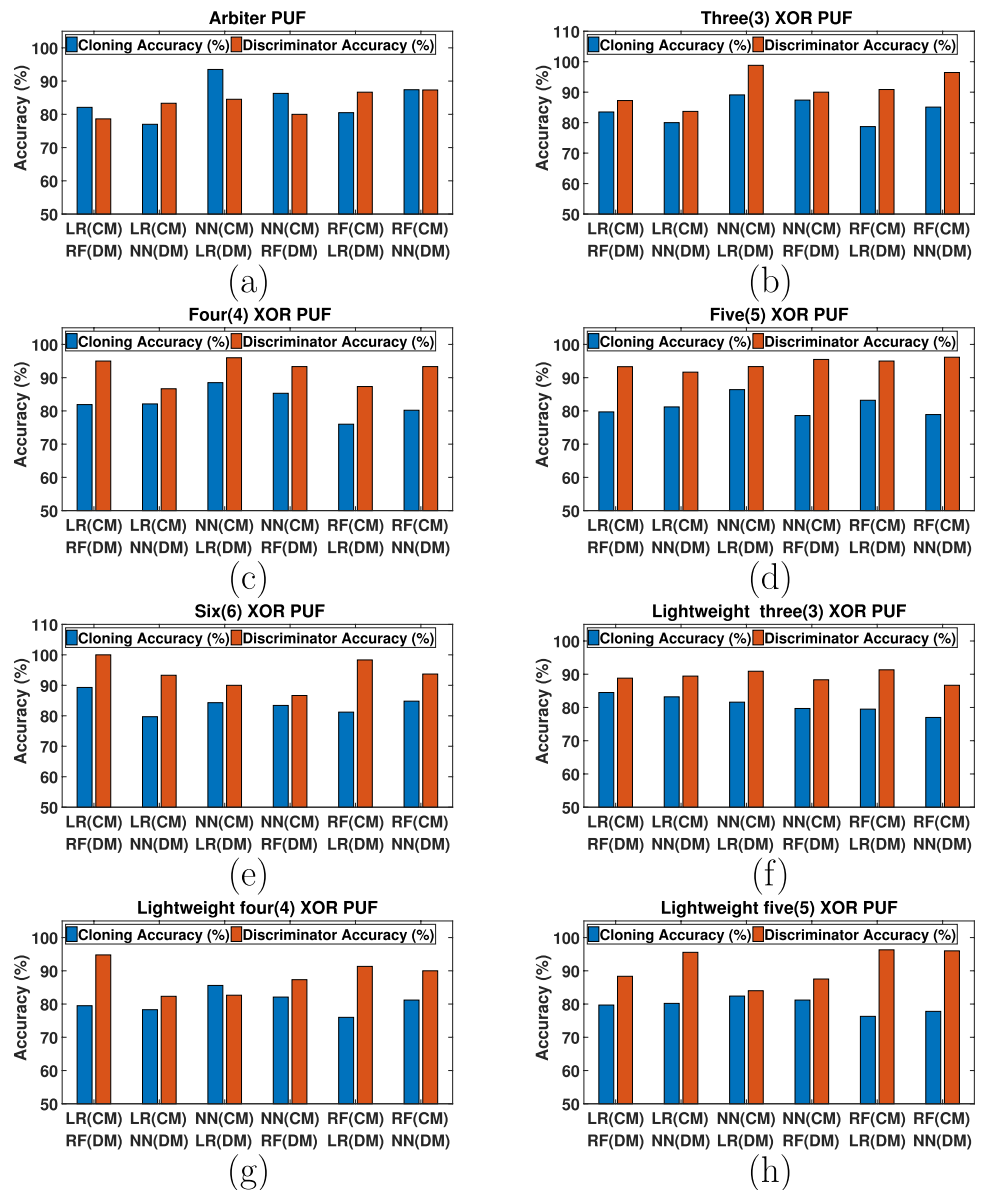 Arbiter PUF
Cloning Accuracy (%) Discriminator Accuracy (%)
Accuracy (%)
100
90
80
70
60
50
LR(CM) LR(CM) NN(CM) NN(CM) RF(CM) RF(CM)
RF(DM) NN(DM) LR(DM) RF(DM) LR(DM) NN(DM)
(a)
Three(3) XOR PUF
Cloning Accuracy (%) Discriminator Accuracy (%)
Accuracy (%)
110
100
90
80
70
60
50
LR(CM) LR(CM) NN(CM) NN(CM) RF(CM) RF(CM)
RF(DM) NN(DM) LR(DM) RF(DM) LR(DM) NN(DM)
(b)
Four(4) XOR PUF
Cloning Accuracy (%) Discriminator Accuracy (%)
Accuracy (%)
100
90
80
70
60
50
LR(CM) LR(CM) NN(CM) NN(CM) RF(CM) RF(CM)
RF(DM) NN(DM) LR(DM) RF(DM) LR(DM) NN(DM)
(c)
Five(5) XOR PUF
Cloning Accuracy (%) Discriminator Accuracy (%)
Accuracy (%)
100
90
80
70
60
50
LR(CM) LR(CM) NN(CM) NN(CM) RF(CM) RF(CM)
RF(DM) NN(DM) LR(DM) RF(DM) LR(DM) NN(DM)
(d)
Six(6) XOR PUF
Cloning Accuracy (%) Discriminator Accuracy (%)
Accuracy (%)
110
100
90
80
70
60
50
LR(CM) LR(CM) NN(CM) NN(CM) RF(CM) RF(CM)
RF(DM) NN(DM) LR(DM) RF(DM) LR(DM) NN(DM)
(e)
Lightweight three(3) XOR PUF
Cloning Accuracy (%) Discriminator Accuracy (%)
Accuracy (%)
100
90
80
70
60
50
LR(CM) LR(CM) NN(CM) NN(CM) RF(CM) RF(CM)
RF(DM) NN(DM) LR(DM) RF(DM) LR(DM) NN(DM)
(f)
Lightweight four(4) XOR PUF
Cloning Accuracy (%) Discriminator Accuracy (%)
Accuracy (%)
100
90
80
70
60
50
LR(CM) LR(CM) NN(CM) NN(CM) RF(CM) RF(CM)
RF(DM) NN(DM) LR(DM) RF(DM) LR(DM) NN(DM)
(g)
Lightweight five(5) XOR PUF
Cloning Accuracy (%) Discriminator Accuracy (%)
Accuracy (%)
100
90
80
70
60
50
LR(CM) LR(CM) NN(CM) NN(CM) RF(CM) RF(CM)
RF(DM) NN(DM) LR(DM) RF(DM) LR(DM) NN(DM)
(h)